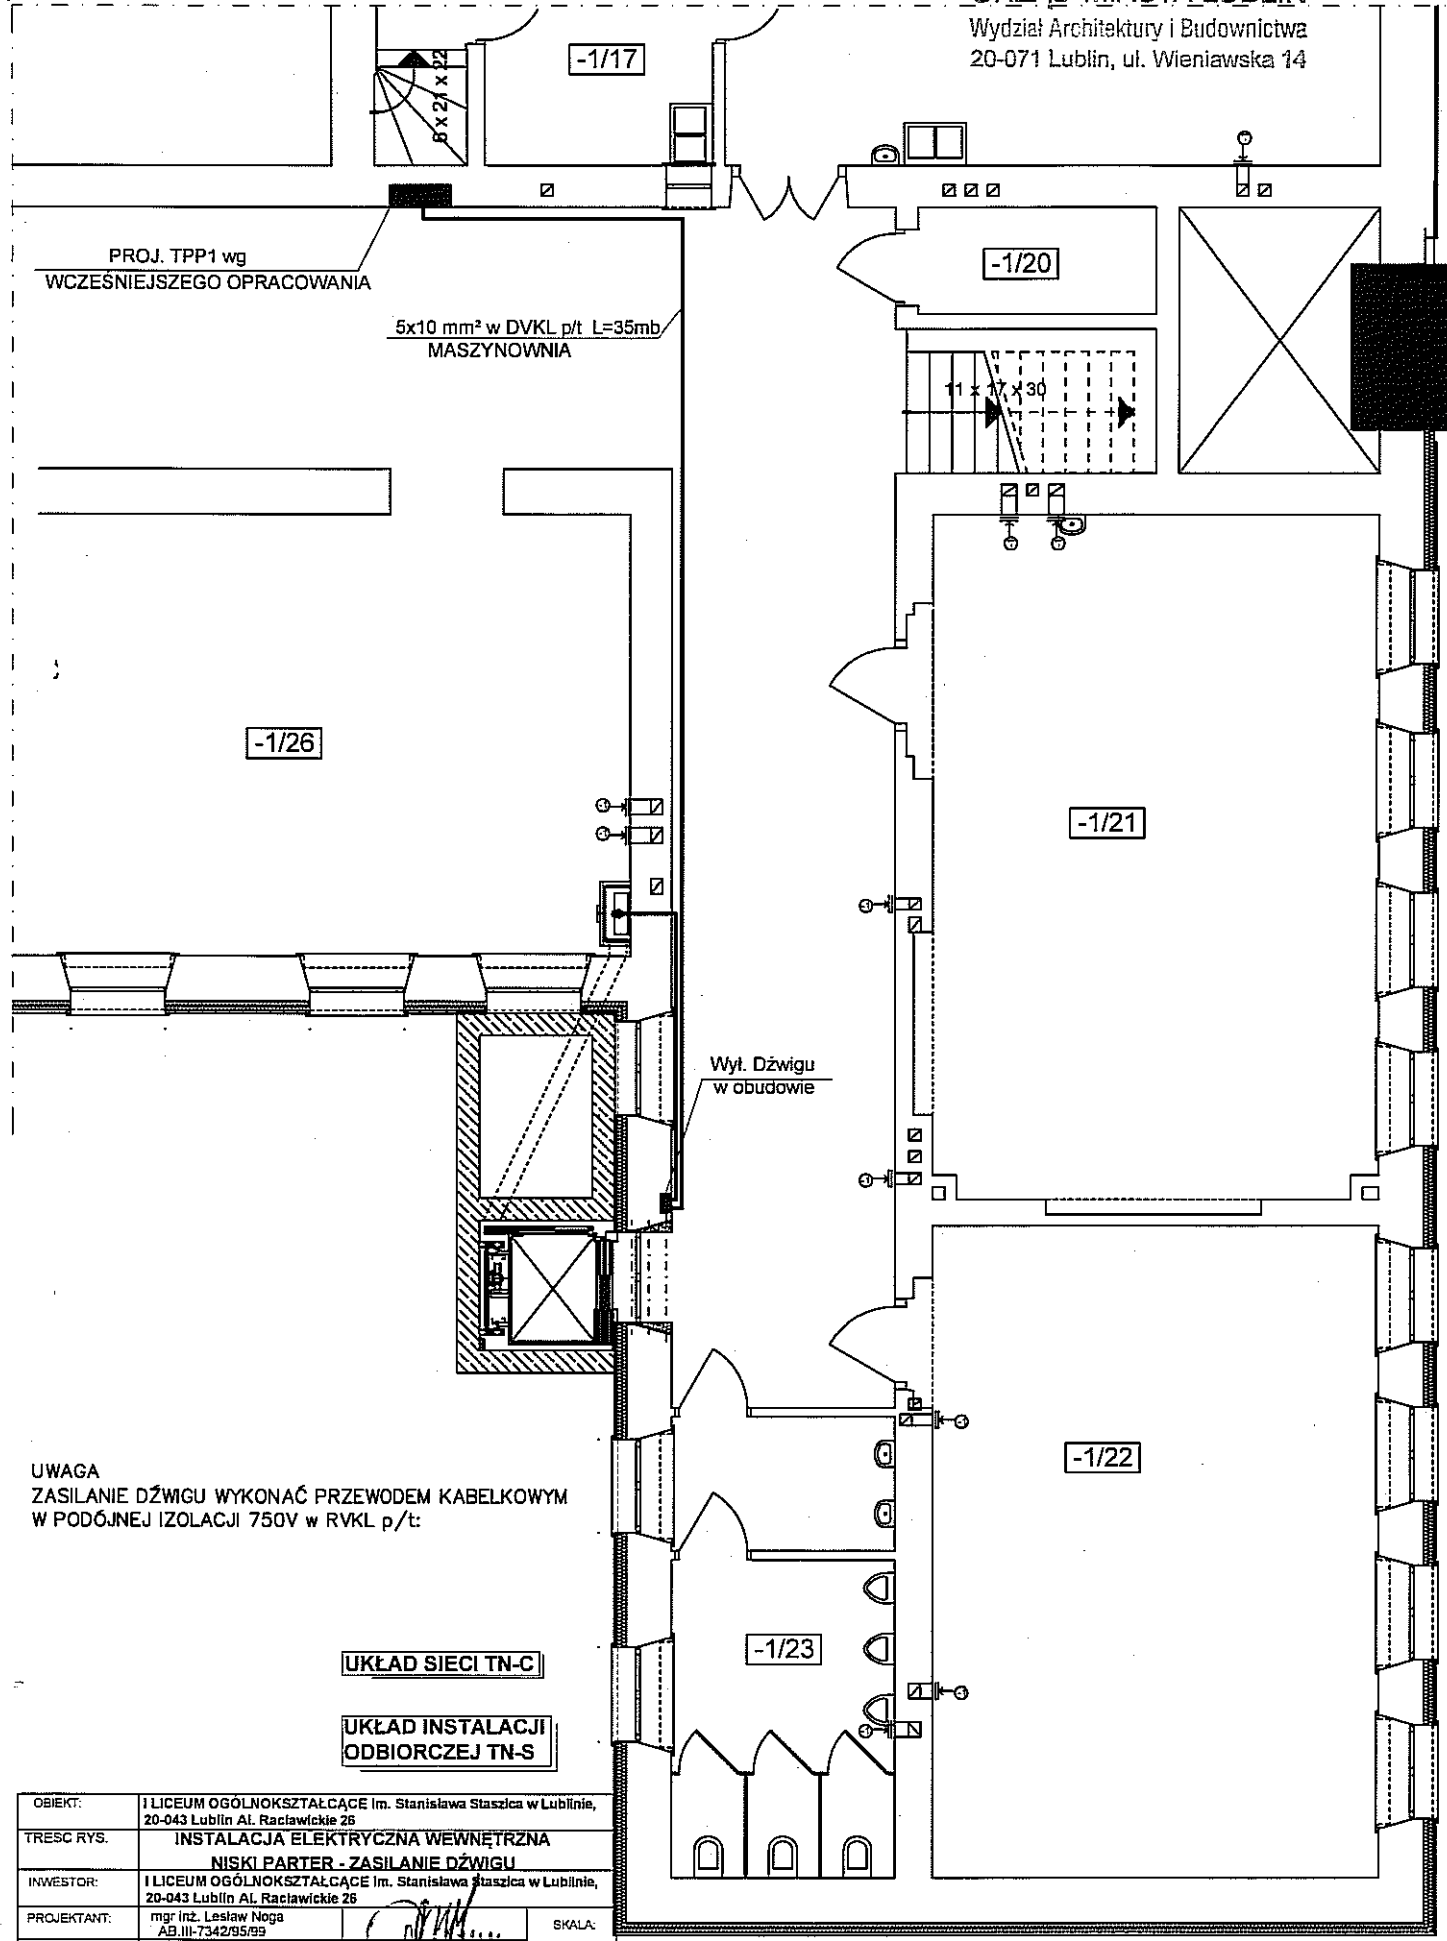 Wydział Architektury i Budownictwa
20-071 Lublin, ul. Wieniawska 14
-1/17
8 x 21 x 22
PROJ. TPP1 wg
WCZEŚNIEJSZEGO OPRACOWANIA
-1/20
5x10 mm² w DVKL p/t L=35mb
MASZYNOWNIA
11 x 17 x 30
-1/26
-1/21
Wył. Dźwigu
w obudowie
-1/22
UWAGA
ZASILANIE DŹWIGU WYKONAĆ PRZEWODEM KABELKOWYM
W PODÓJNEJ IZOLACJI 750V w RVKL p/t:
-1/23
UKŁAD SIECI TN-C
UKŁAD INSTALACJI
ODBIORCZEJ TN-S
OBIEKT:
I LICEUM OGÓLNOKSZTAŁCĄCE im. Stanisława Staszica w Lublinie,
20-043 Lublin Al. Racławickie 26
TRESC RYS.
INSTALACJA ELEKTRYCZNA WEWNĘTRZNA
NISKI PARTER - ZASILANIE DŹWIGU
INWESTOR:
I LICEUM OGÓLNOKSZTAŁCĄCE im. Stanisława Staszica w Lublinie,
20-043 Lublin Al. Racławickie 26
PROJEKTANT:
mgr inż. Lesław Noga
AB.III-7342/95/99
SKALA: